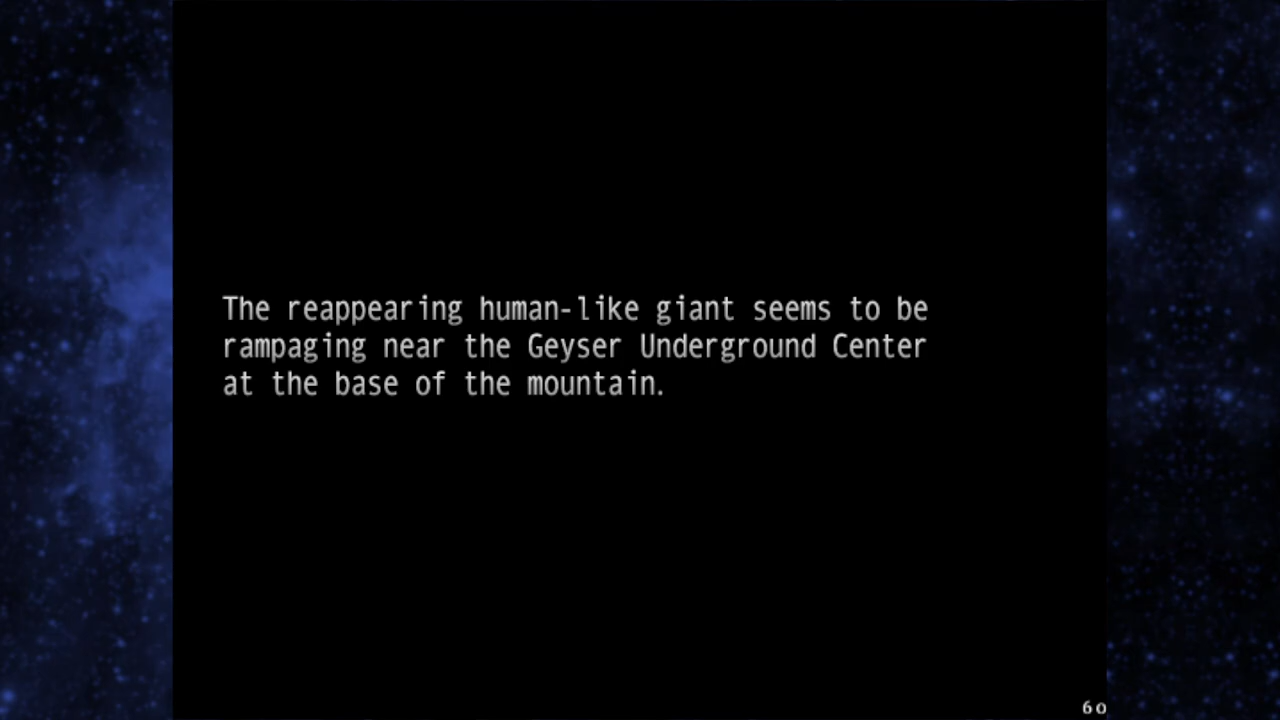 The reappearing human-like giant seems to be
rampaging near the Geyser Underground Center
at the base of the mountain.
60